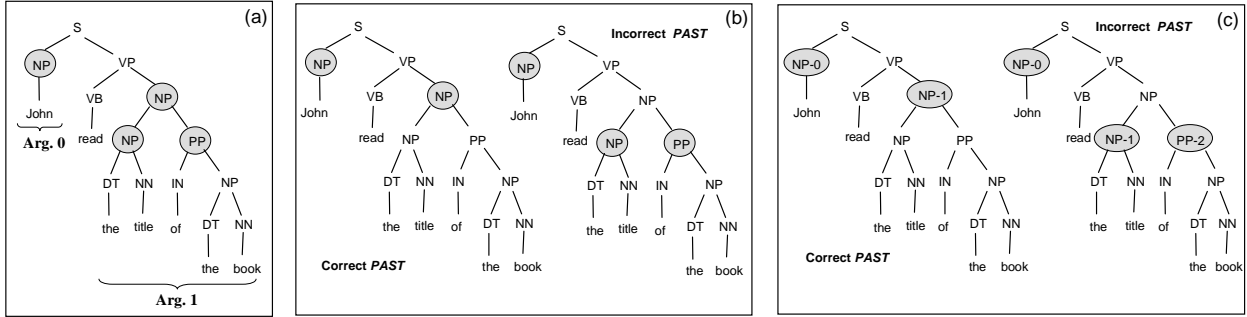 (a)
S
NP VP
VB NP
John read
Arg. 0 NP PP
DT NN IN NP
the title of DT NN
the book
Arg. 1
(b)
S
NP VP
VB NP
John read
NP PP
DT NN IN NP
the title of DT NN
the book
Correct PAST
Incorrect PAST
S
NP VP
VB NP
John read
NP PP
DT NN IN NP
the title of DT NN
the book
(c)
S
NP-0 VP
VB NP-1
John read
NP PP
DT NN IN NP
the title of DT NN
the book
Correct PAST
Incorrect PAST
S
NP-0 VP
VB NP
John read
NP-1 PP-2
DT NN IN NP
the title of DT NN
the book